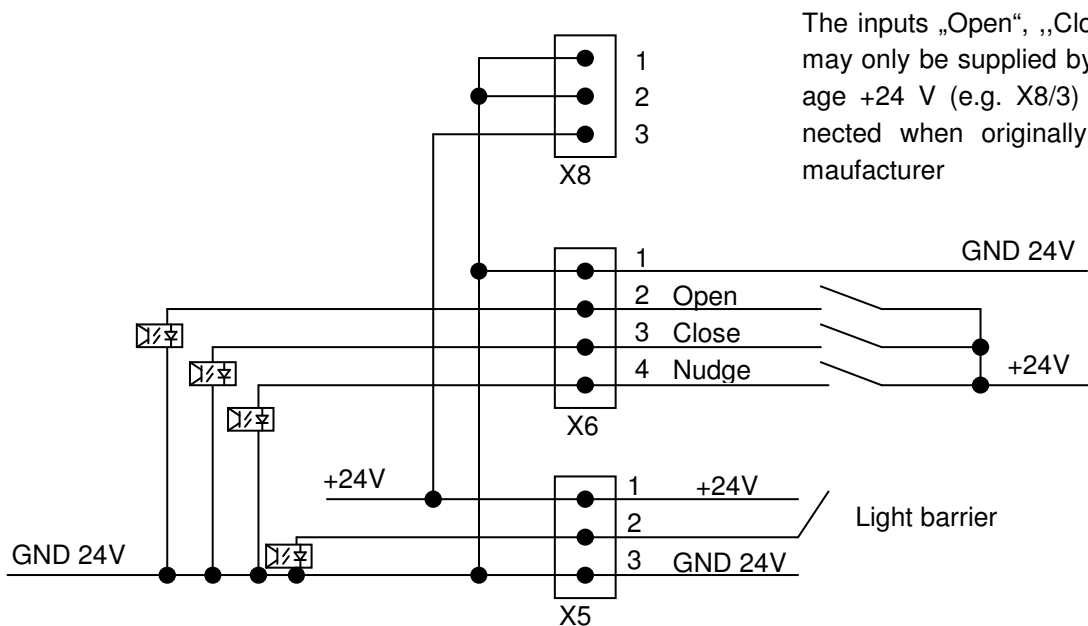 The inputs „Open“, ,,Clo
may only be supplied by
age +24 V (e.g. X8/3)
nected when originally
maufacturer
1
2
3
X8
1
GND 24V
2 Open
3 Close
4 Nudge
+24V
X6
+24V
1 +24V
2
Light barrier
GND 24V
3 GND 24V
X5